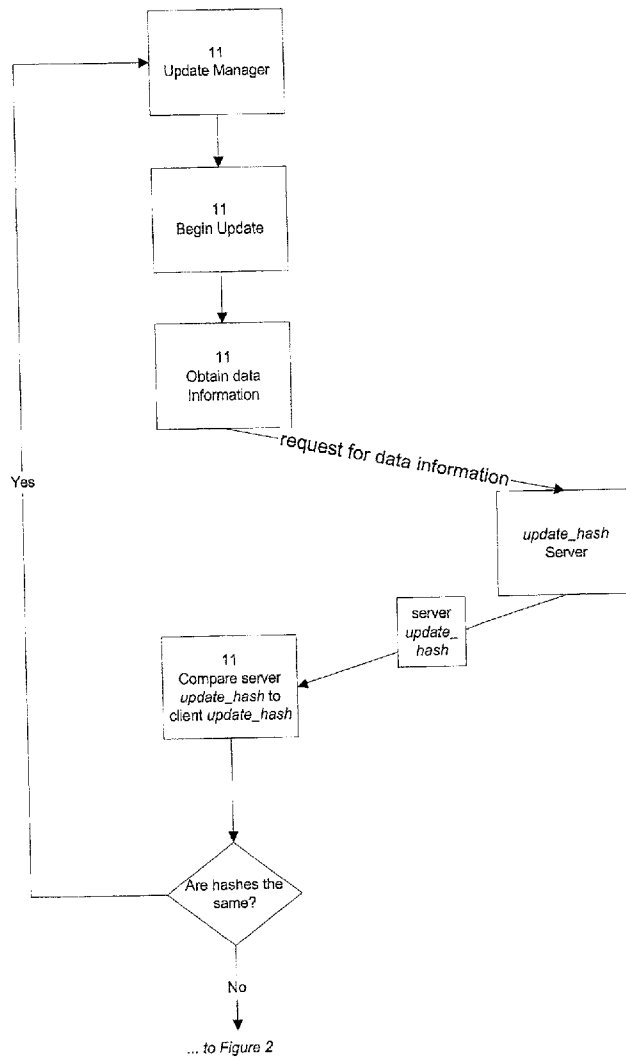 11
Update Manager
11
Begin Update
11
Obtain data
Information
request for data information
Yes
update_hash
Server
server
update_
hash
11
Compare server
update_hash to
client update_hash
Are hashes the
same?
No
... to Figure 2